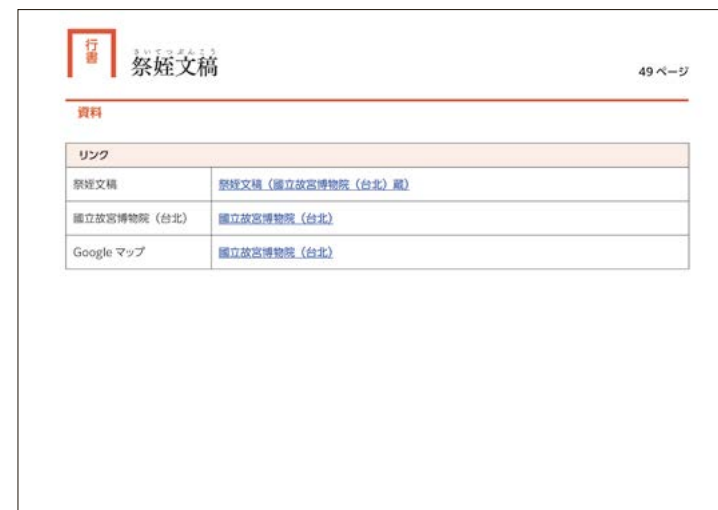 行書
さいてつぶんこう
祭姪文稿
49 ページ
資料
リンク
祭姪文稿 祭姪文稿（國立故宮博物院（台北）蔵）
國立故宮博物院（台北） 國立故宮博物院（台北）
Google マップ 國立故宮博物院（台北）